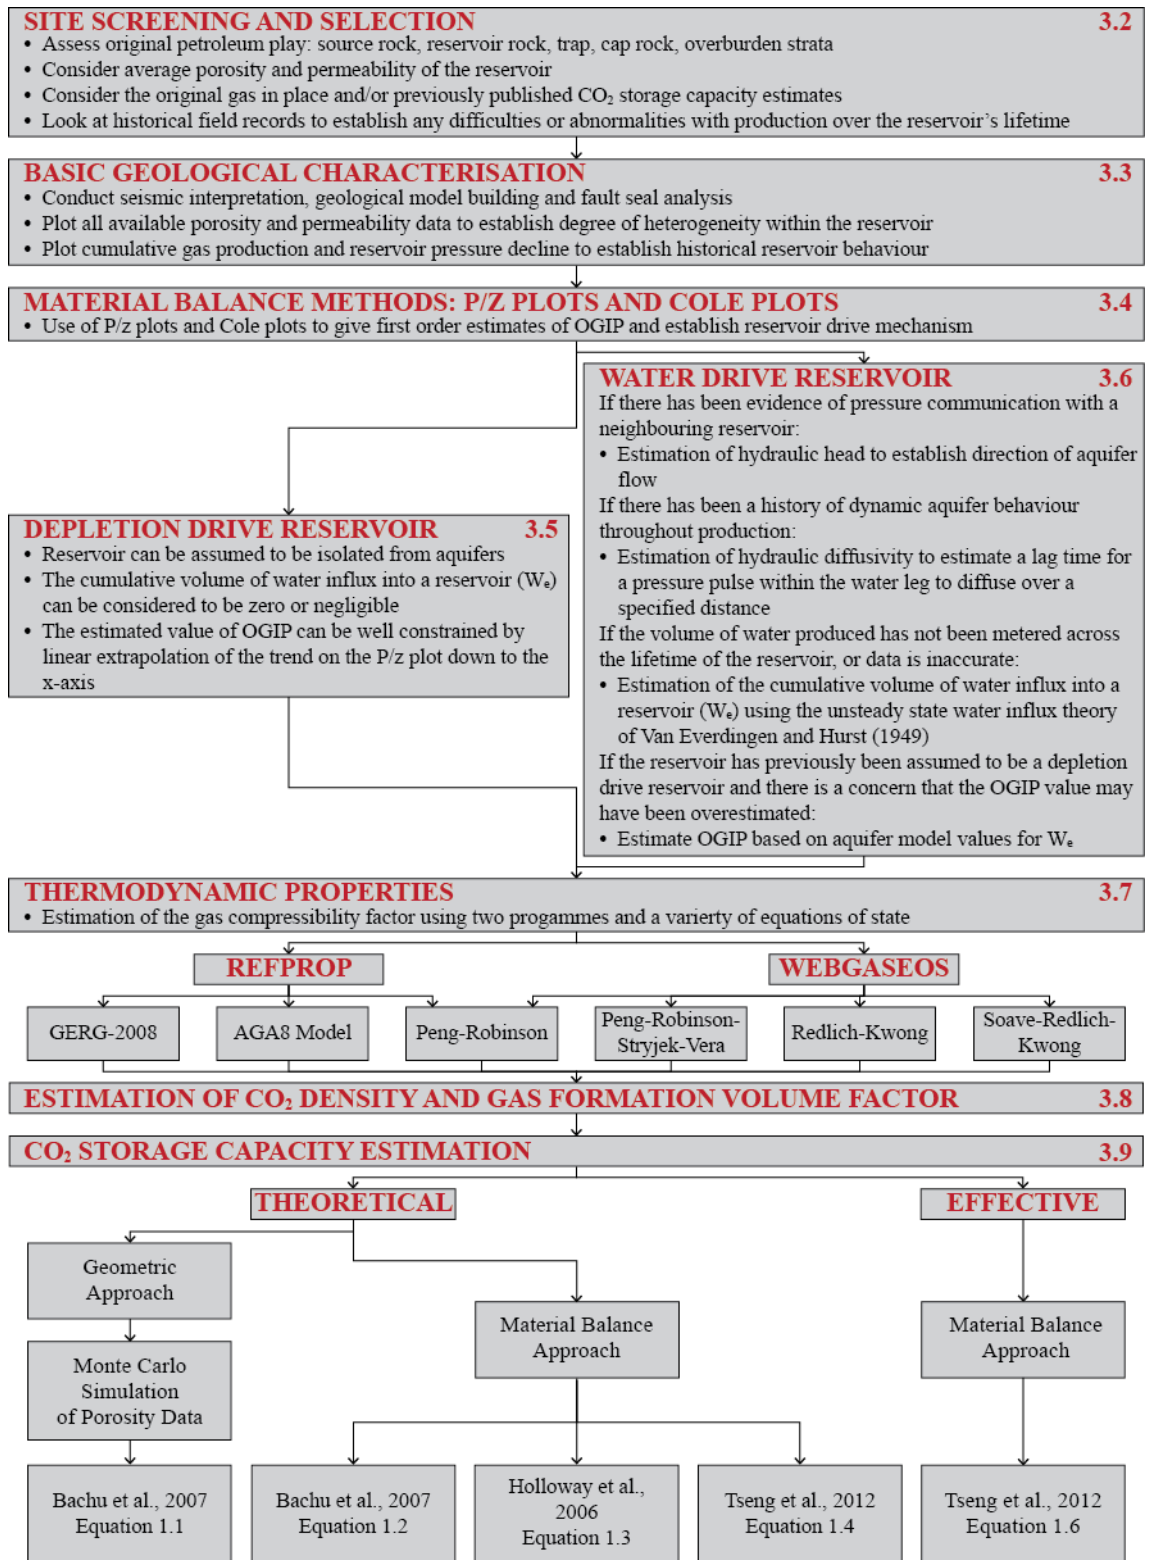 SITE SCREENING AND SELECTION 3.2
• Assess original petroleum play: source rock, reservoir rock, trap, cap rock, overburden strata
• Consider average porosity and permeability of the reservoir
• Consider the original gas in place and/or previously published CO₂ storage capacity estimates
• Look at historical field records to establish any difficulties or abnormalities with production over the reservoir's lifetime
BASIC GEOLOGICAL CHARACTERISATION 3.3
• Conduct seismic interpretation, geological model building and fault seal analysis
• Plot all available porosity and permeability data to establish degree of heterogeneity within the reservoir
• Plot cumulative gas production and reservoir pressure decline to establish historical reservoir behaviour
MATERIAL BALANCE METHODS: P/Z PLOTS AND COLE PLOTS 3.4
• Use of P/z plots and Cole plots to give first order estimates of OGIP and establish reservoir drive mechanism
WATER DRIVE RESERVOIR 3.6
If there has been evidence of pressure communication with a
neighbouring reservoir:
• Estimation of hydraulic head to establish direction of aquifer
flow
If there has been a history of dynamic aquifer behaviour
throughout production:
• Estimation of hydraulic diffusivity to estimate a lag time for
a pressure pulse within the water leg to diffuse over a
specified distance
If the volume of water produced has not been metered across
the lifetime of the reservoir, or data is inaccurate:
• Estimation of the cumulative volume of water influx into a
reservoir (Wₑ) using the unsteady state water influx theory
of Van Everdingen and Hurst (1949)
If the reservoir has previously been assumed to be a depletion
drive reservoir and there is a concern that the OGIP value may
have been overestimated:
• Estimate OGIP based on aquifer model values for Wₑ
DEPLETION DRIVE RESERVOIR 3.5
• Reservoir can be assumed to be isolated from aquifers
• The cumulative volume of water influx into a reservoir (Wₑ)
can be considered to be zero or negligible
• The estimated value of OGIP can be well constrained by
linear extrapolation of the trend on the P/z plot down to the
x-axis
THERMODYNAMIC PROPERTIES 3.7
• Estimation of the gas compressibility factor using two progammes and a varierty of equations of state
REFPROP
WEBGASEOS
GERG-2008
AGA8 Model
Peng-Robinson
Peng-Robinson-
Stryjek-Vera
Redlich-Kwong
Soave-Redlich-
Kwong
ESTIMATION OF CO₂ DENSITY AND GAS FORMATION VOLUME FACTOR 3.8
CO₂ STORAGE CAPACITY ESTIMATION 3.9
THEORETICAL
EFFECTIVE
Geometric
Approach
Monte Carlo
Simulation
of Porosity Data
Material Balance
Approach
Material Balance
Approach
Bachu et al., 2007
Equation 1.1
Bachu et al., 2007
Equation 1.2
Holloway et al.,
2006
Equation 1.3
Tseng et al., 2012
Equation 1.4
Tseng et al., 2012
Equation 1.6